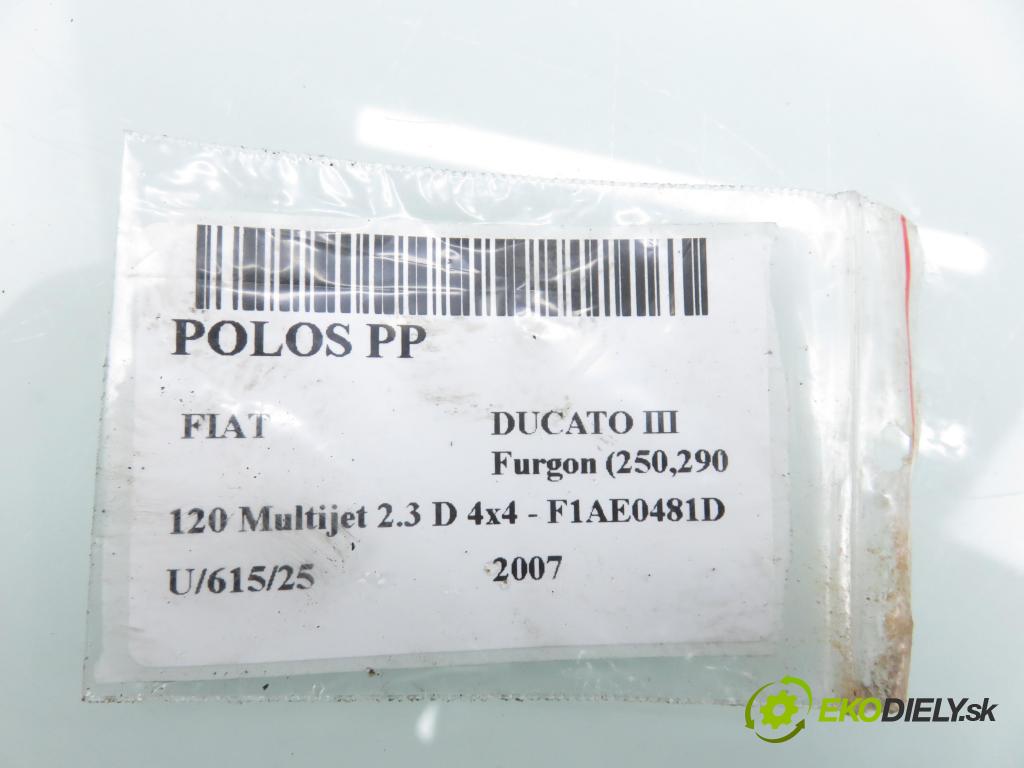 POLOS PP
FIAT
DUCATO III
Furgon (250,290
120 Multijet 2.3 D 4x4 - F1AE0481D
U/615/25
2007
EKODIELY.sk